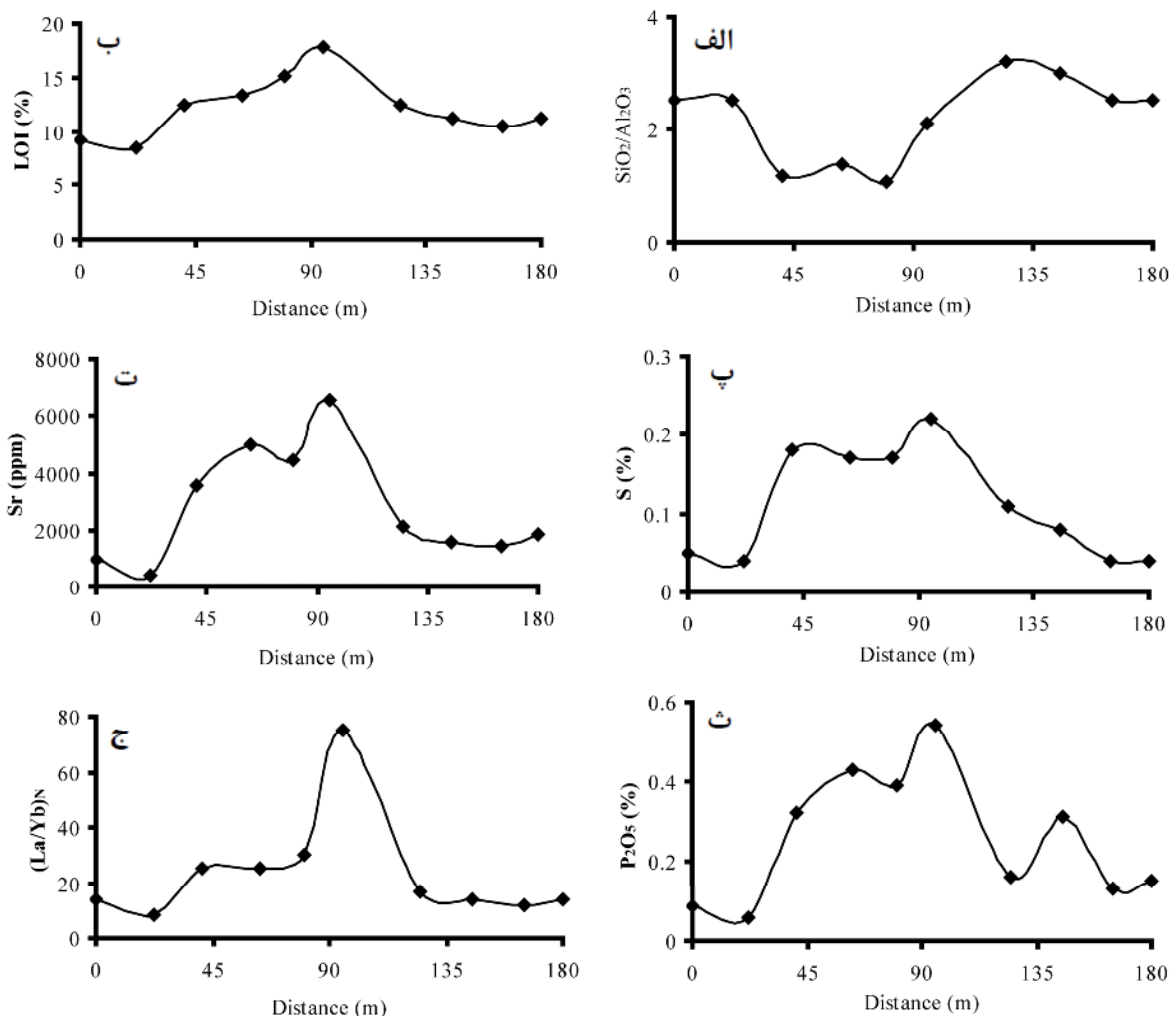 الف
SiO₂/Al₂O₃
4
2
0
0 45 90 135 180
Distance (m)
ب
LOI (%)
20
15
10
5
0
0 45 90 135 180
Distance (m)
پ
S (%)
0.3
0.2
0.1
0
0 45 90 135 180
Distance (m)
ت
Sr (ppm)
8000
6000
4000
2000
0
0 45 90 135 180
Distance (m)
ث
P₂O₅ (%)
0.6
0.4
0.2
0
0 45 90 135 180
Distance (m)
ج
(La/Yb)N
80
60
40
20
0
0 45 90 135 180
Distance (m)